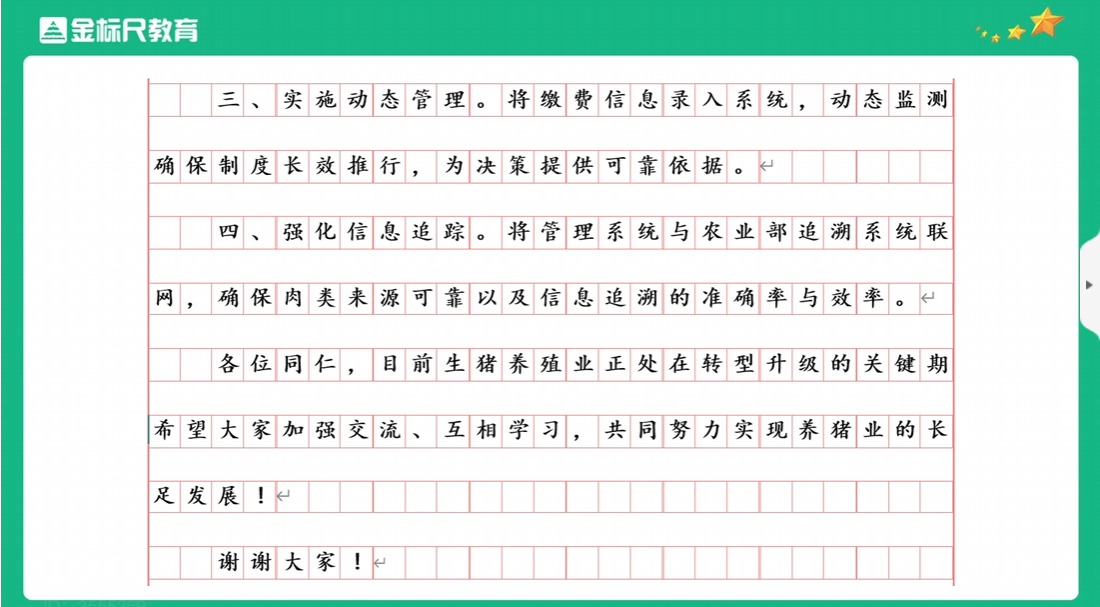 金标尺教育
三、实施动态管理。将缴费信息录入系统，动态监测
确保制度长效推行，为决策提供可靠依据。↵
四、强化信息追踪。将管理系统与农业部追溯系统联
网，确保肉类来源可靠以及信息追溯的准确率与效率。↵
各位同仁，目前生猪养殖业正处在转型升级的关键期
希望大家加强交流、互相学习，共同努力实现养猪业的长
足发展！↵
谢谢大家！↵